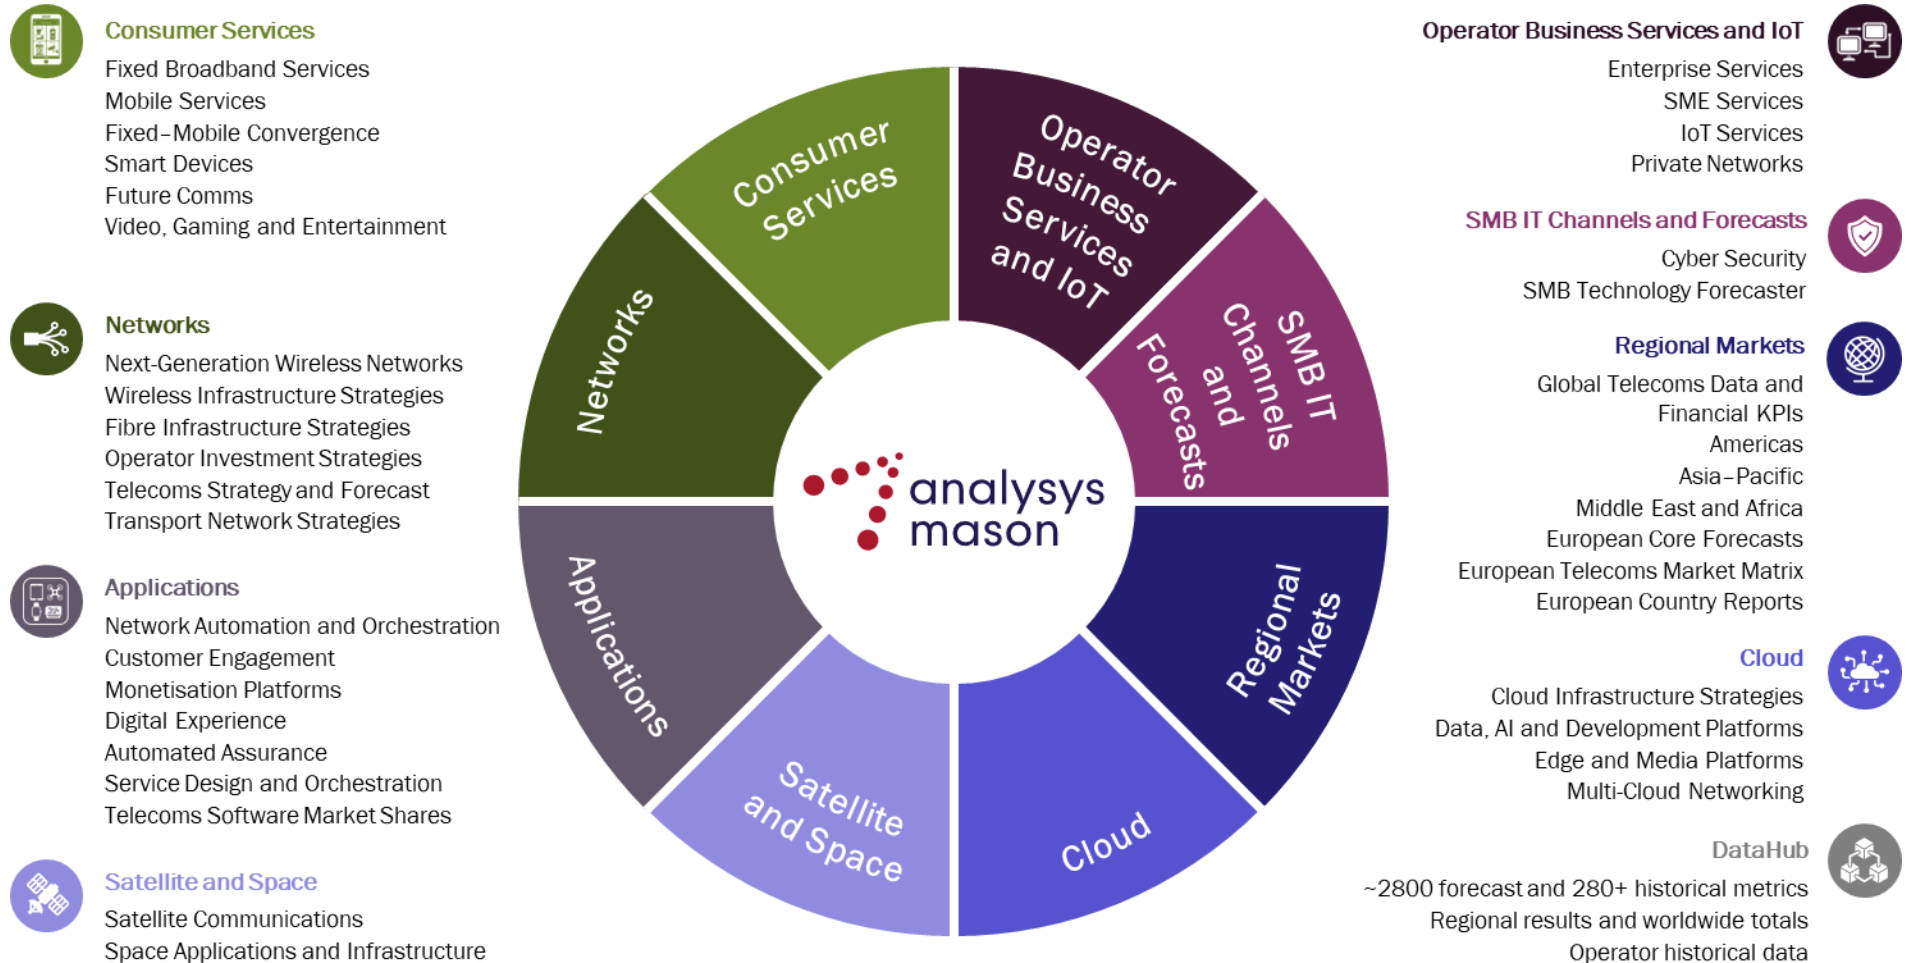 Consumer Services
Fixed Broadband Services
Mobile Services
Fixed–Mobile Convergence
Smart Devices
Future Comms
Video, Gaming and Entertainment
Networks
Next-Generation Wireless Networks
Wireless Infrastructure Strategies
Fibre Infrastructure Strategies
Operator Investment Strategies
Telecoms Strategy and Forecast
Transport Network Strategies
Applications
Network Automation and Orchestration
Customer Engagement
Monetisation Platforms
Digital Experience
Automated Assurance
Service Design and Orchestration
Telecoms Software Market Shares
Satellite and Space
Satellite Communications
Space Applications and Infrastructure
Consumer
Services
Operator
Business
Services
and IoT
SMB IT
Channels
and
Forecasts
Regional
Markets
Cloud
Satellite
and Space
Applications
Networks
analysys
mason
Operator Business Services and IoT
Enterprise Services
SME Services
IoT Services
Private Networks
SMB IT Channels and Forecasts
Cyber Security
SMB Technology Forecaster
Regional Markets
Global Telecoms Data and
Financial KPIs
Americas
Asia–Pacific
Middle East and Africa
European Core Forecasts
European Telecoms Market Matrix
European Country Reports
Cloud
Cloud Infrastructure Strategies
Data, AI and Development Platforms
Edge and Media Platforms
Multi-Cloud Networking
DataHub
~2800 forecast and 280+ historical metrics
Regional results and worldwide totals
Operator historical data